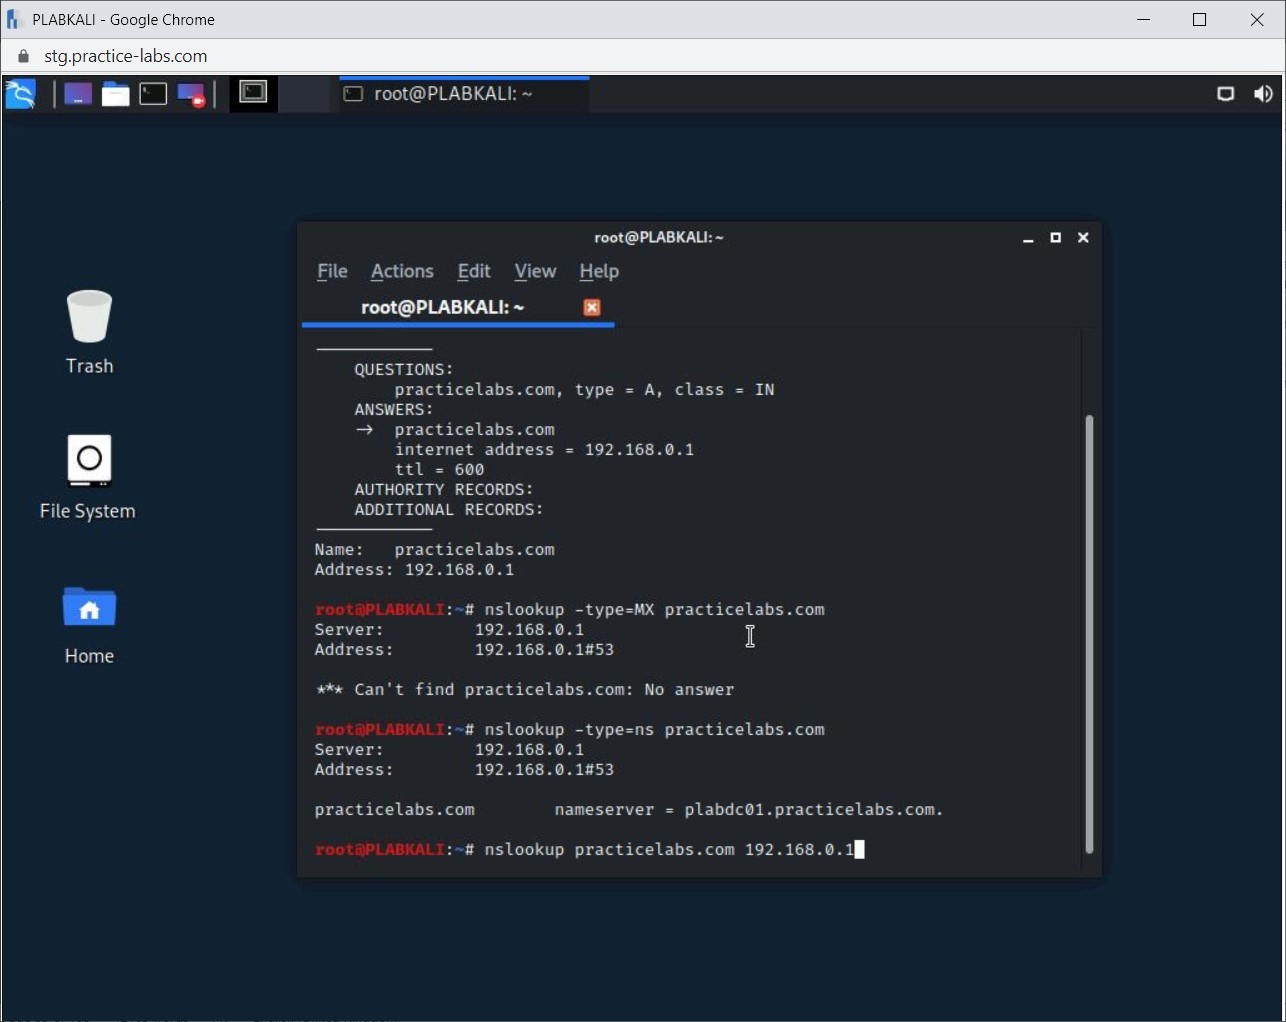 PLABKALI - Google Chrome
stg.practice-labs.com
root@PLABKALI: ~
root@PLABKALI: ~
File Actions Edit View Help
root@PLABKALI: ~
Trash
File System
Home
QUESTIONS:
practicelabs.com, type = A, class = IN
ANSWERS:
→ practicelabs.com
internet address = 192.168.0.1
ttl = 600
AUTHORITY RECORDS:
ADDITIONAL RECORDS:
Name: practicelabs.com
Address: 192.168.0.1
root@PLABKALI:~# nslookup -type=MX practicelabs.com
Server: 192.168.0.1
Address: 192.168.0.1#53
*** Can't find practicelabs.com: No answer
root@PLABKALI:~# nslookup -type=ns practicelabs.com
Server: 192.168.0.1
Address: 192.168.0.1#53
practicelabs.com nameserver = plabdc01.practicelabs.com.
root@PLABKALI:~# nslookup practicelabs.com 192.168.0.1